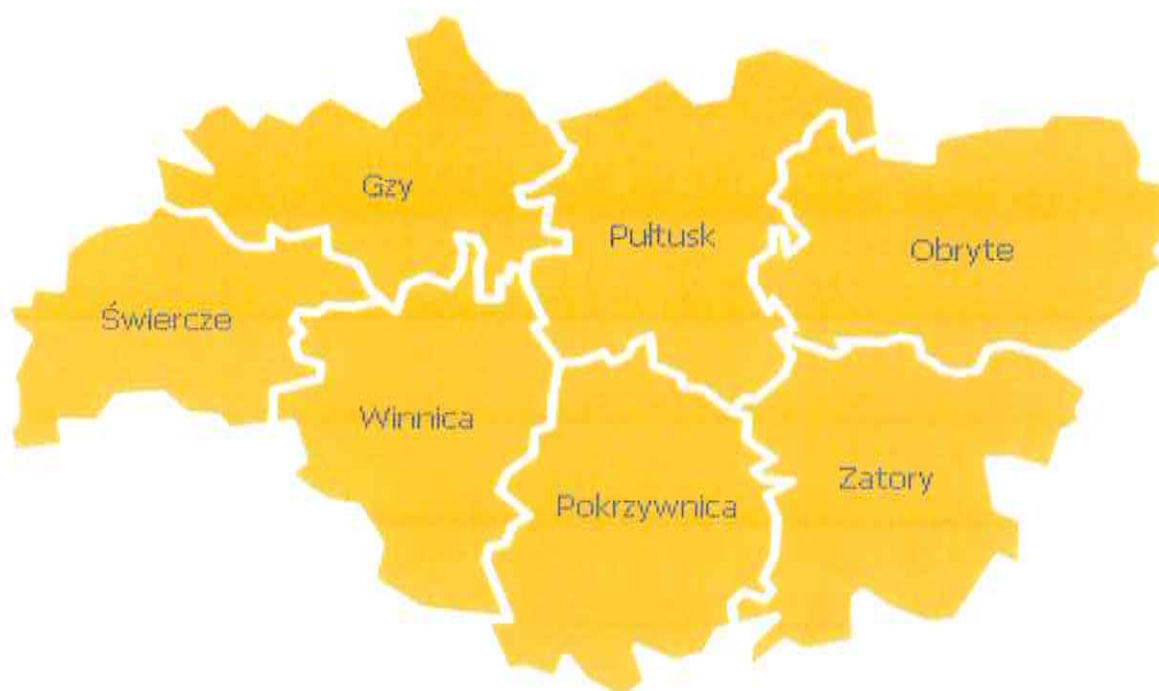 Gzy
Pułtusk
Obryte
Świercze
Winnica
Zatory
Pokrzywnica